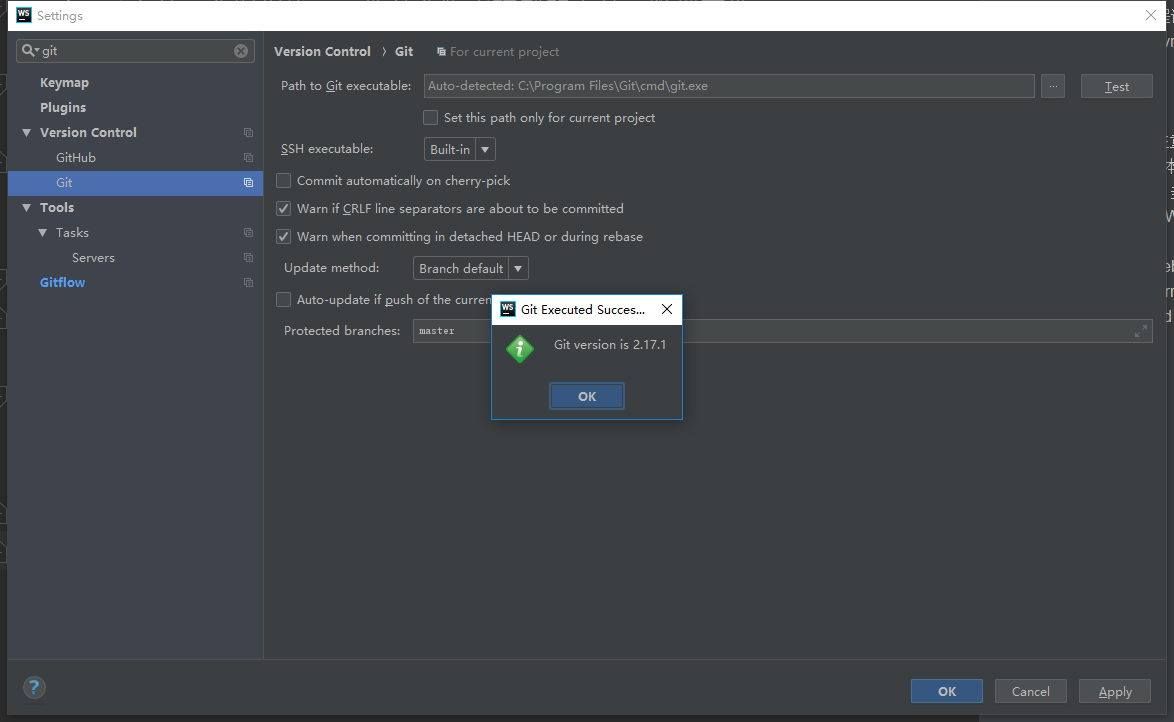 WS Settings
git
Keymap
Plugins
Version Control
GitHub
Git
Tools
Tasks
Servers
Gitflow
Version Control › Git For current project
Path to Git executable: Auto-detected: C:\Program Files\Git\cmd\git.exe ... Test
Set this path only for current project
SSH executable: Built-in
Commit automatically on cherry-pick
Warn if CRLF line separators are about to be committed
Warn when committing in detached HEAD or during rebase
Update method: Branch default
Auto-update if push of the curren
Protected branches: master
WS Git Executed Succes...
Git version is 2.17.1
OK
? OK Cancel Apply